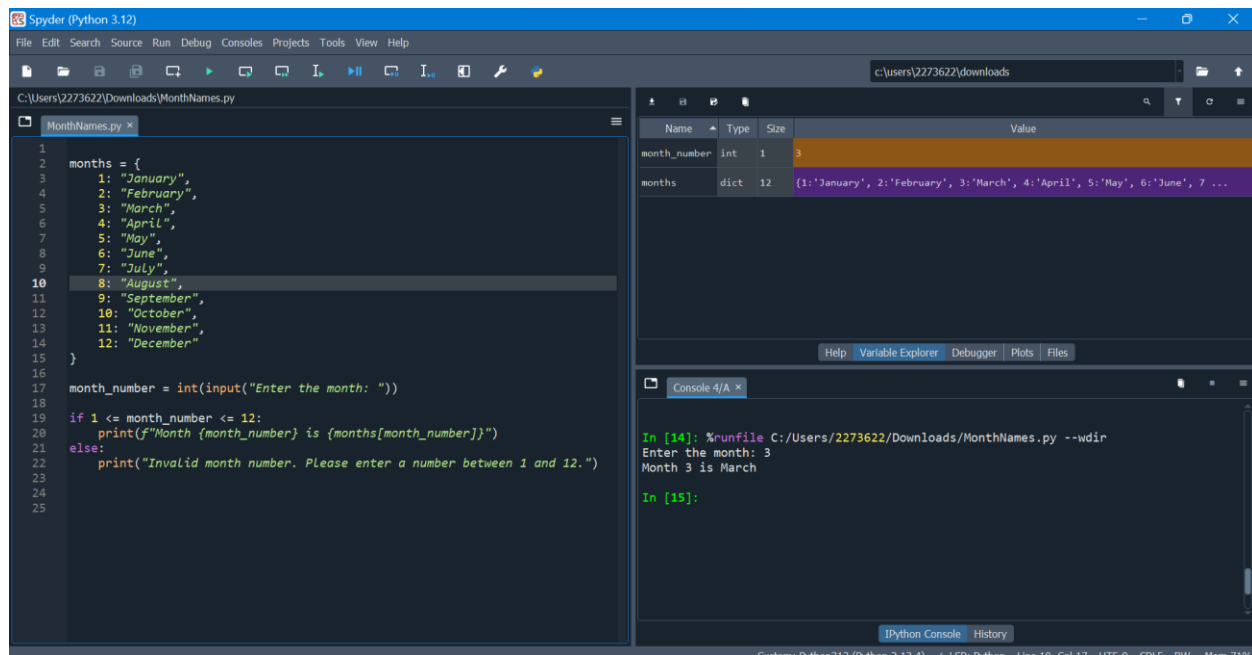 Spyder (Python 3.12)
File Edit Search Source Run Debug Consoles Projects Tools View Help
c:\users\2273622\downloads
C:\Users\2273622\Downloads\MonthNames.py
MonthNames.py ×
1
2 months = {
3 1: "January",
4 2: "February",
5 3: "March",
6 4: "April",
7 5: "May",
8 6: "June",
9 7: "July",
10 8: "August",
11 9: "September",
12 10: "October",
13 11: "November",
14 12: "December"
15 }
16
17 month_number = int(input("Enter the month: "))
18
19 if 1 <= month_number <= 12:
20 print(f"Month {month_number} is {months[month_number]}")
21 else:
22 print("Invalid month number. Please enter a number between 1 and 12.")
23
24
25
Name Type Size Value
month_number int 1 3
months dict 12 {1:'January', 2:'February', 3:'March', 4:'April', 5:'May', 6:'June', 7 ...
Help Variable Explorer Debugger Plots Files
Console 4/A ×
In [14]: %runfile C:/Users/2273622/Downloads/MonthNames.py --wdir
Enter the month: 3
Month 3 is March
In [15]:
IPython Console History